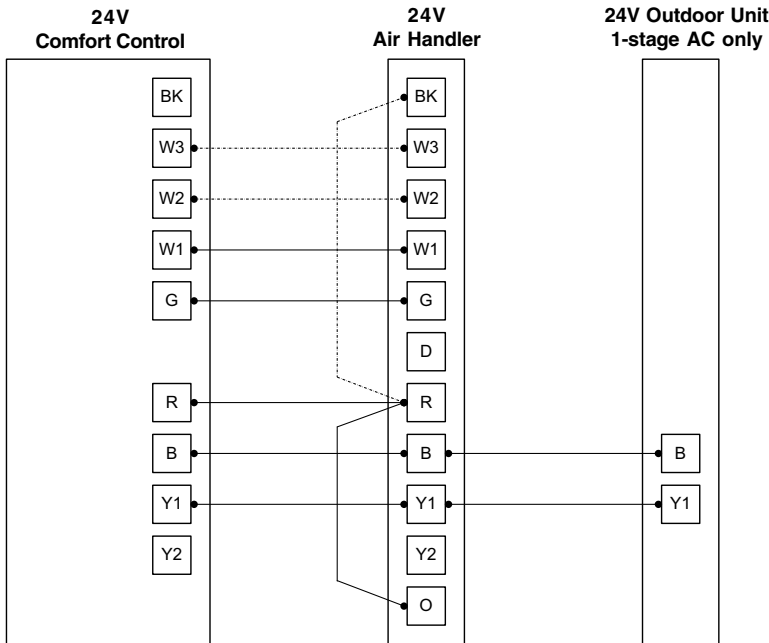 24V
Comfort Control
24V
Air Handler
24V Outdoor Unit
1-stage AC only
BK
W3
W2
W1
G
R
B
Y1
Y2
BK
W3
W2
W1
G
D
R
B
Y1
Y2
O
B
Y1